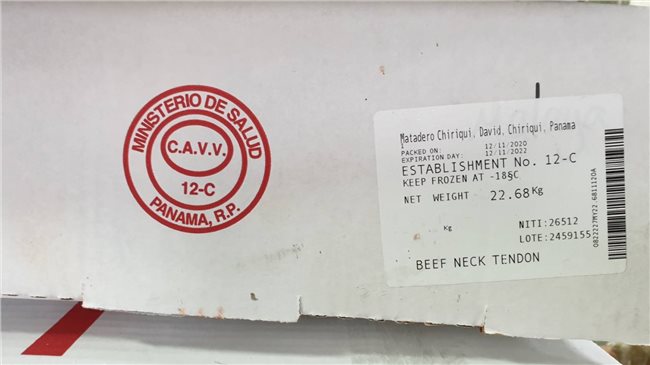 MINISTERIO DE SALUD
C.A.V.V.
12-C
PANAMA, R.P.
Matadero Chiriqui, David, Chiriqui, Panama
PACKED ON: 12/11/2020
EXPIRATION DAY: 12/11/2022
ESTABLISHMENT No. 12-C
KEEP FROZEN AT -18§C
NET WEIGHT 22.68Kg
Kg NITI:26512
LOTE:2459155
BEEF NECK TENDON